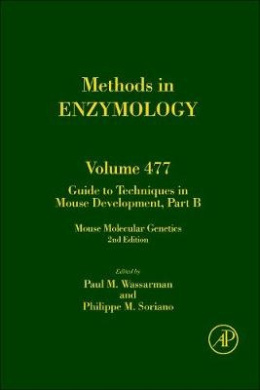 Methods in
ENZYMOLOGY
Volume 477
Guide to Techniques in
Mouse Development, Part B
Mouse Molecular Genetics
2nd Edition
Edited by
Paul M. Wassarman
and
Philippe M. Soriano
AP